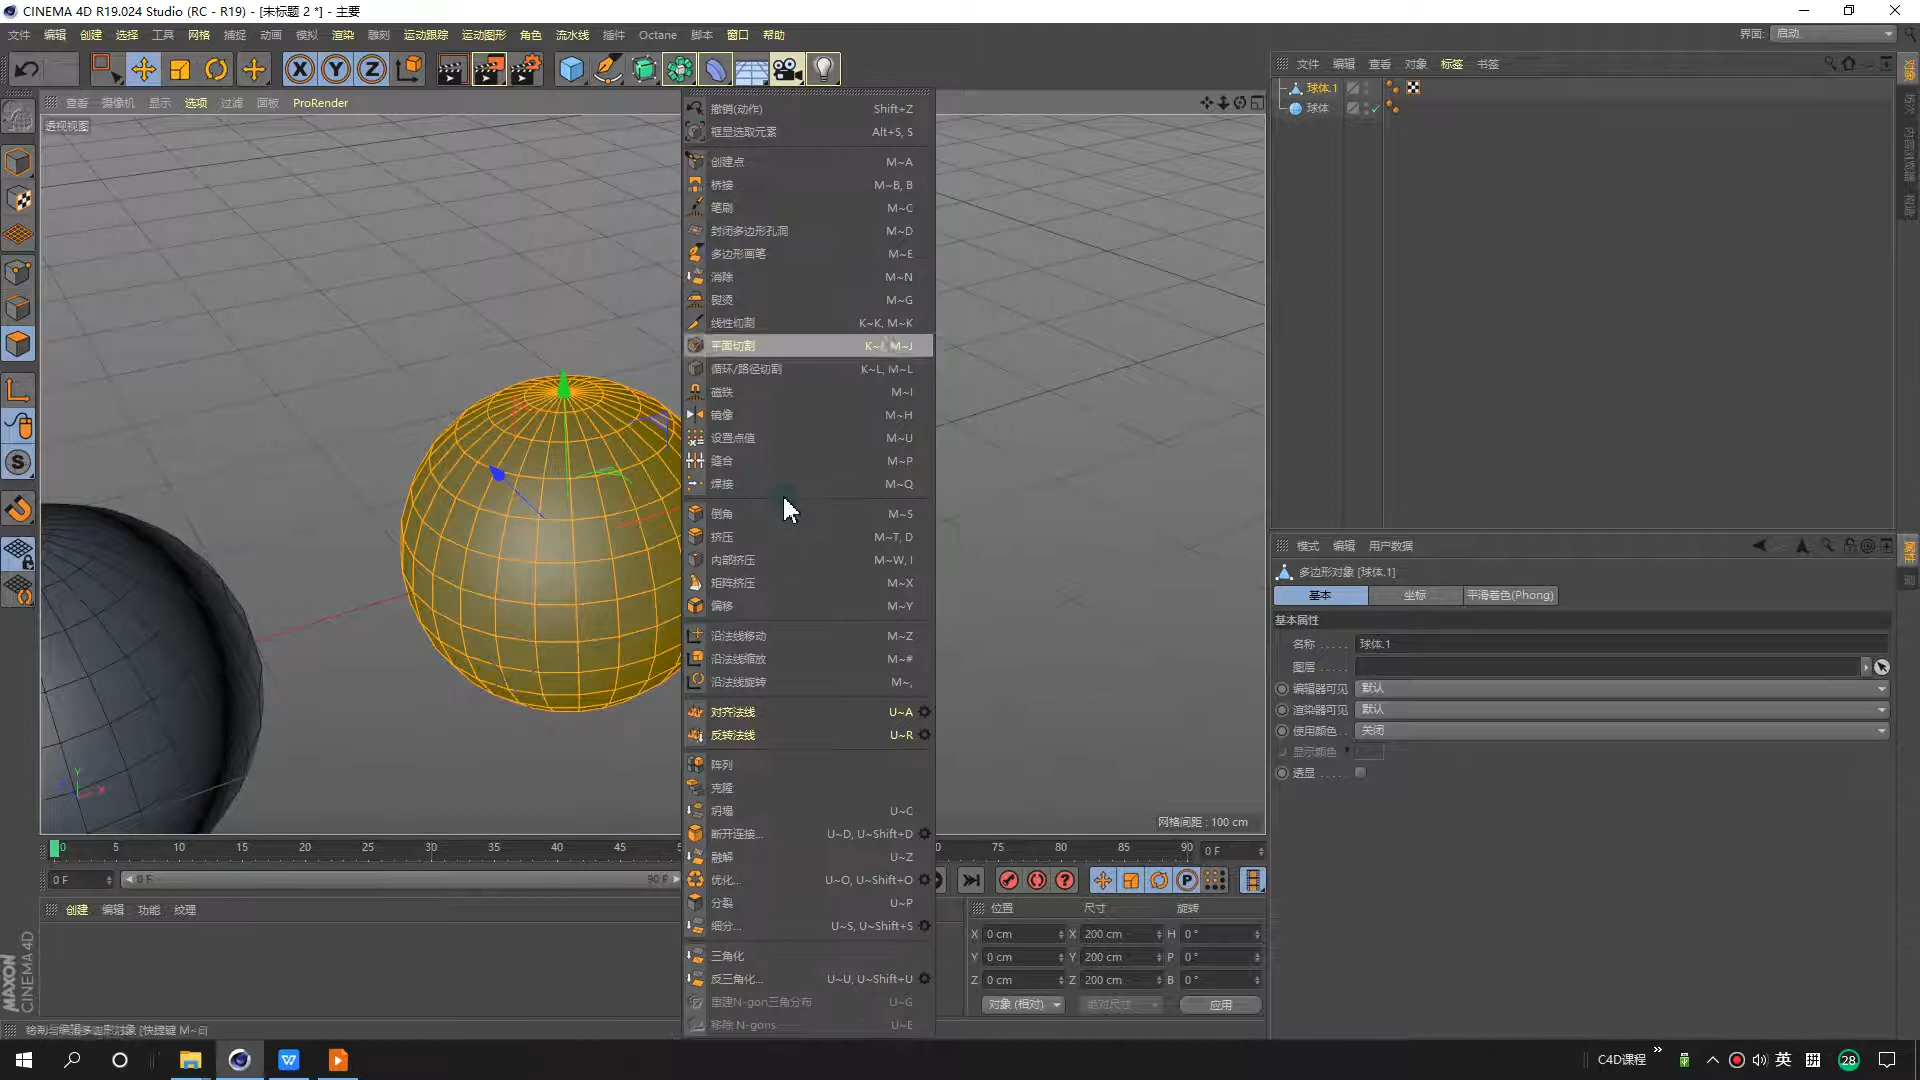 CINEMA 4D R19.024 Studio (RC - R19) - [未标题 2 *] - 主要
文件 编辑 创建 选择 工具 网格 捕捉 动画 模拟 渲染 雕刻 运动跟踪 运动图形 角色 流水线 插件 Octane 脚本 窗口 帮助
界面: 启动
文件 编辑 查看 对象 标签 书签
球体.1
球体
查看 摄像机 显示 选项 过滤 面板 ProRender
透视视图
撤销(动作) Shift+Z
框显选取元素 Alt+S, S
创建点 M~A
桥接 M~B, B
笔刷 M~C
封闭多边形孔洞 M~D
多边形画笔 M~E
消除 M~N
熨烫 M~G
线性切割 K~K, M~K
平面切割 M~J
循环/路径切割 K~L, M~L
磁铁 M~I
镜像 M~H
设置点值 M~U
缝合 M~P
焊接 M~Q
倒角 M~S
挤压 M~T, D
内部挤压 M~W, I
矩阵挤压 M~X
偏移 M~Y
沿法线移动 M~Z
沿法线缩放 M~#
沿法线旋转 M~,
对齐法线 U~A
反转法线 U~R
阵列
克隆
坍塌 U~C
断开连接... U~D, U~Shift+D
融解 U~Z
优化... U~O, U~Shift+O
分裂 U~P
细分... U~S, U~Shift+S
三角化
反三角化... U~U, U~Shift+U
重建N-gon三角分布 U~G
移除 N-gons U~E
网格间距 : 100 cm
模式 编辑 用户数据
多边形对象 [球体.1]
基本 坐标 平滑着色(Phong)
基本属性
名称 . . . . . 球体.1
图层 . . . . .
编辑器可见 默认
渲染器可见 默认
使用颜色 . 关闭
显示颜色
透显 . . . . .
0 5 10 15 20 25 30 35 40 45 75 80 85 90 0 F
0 F 0 F 90 F
创建 编辑 功能 纹理
位置 尺寸 旋转
X 0 cm X 200 cm H 0 °
Y 0 cm Y 200 cm P 0 °
Z 0 cm Z 200 cm B 0 °
对象 (相对) 绝对尺寸 应用
MAXON
CINEMA 4D
C4D课程 英 拼 28